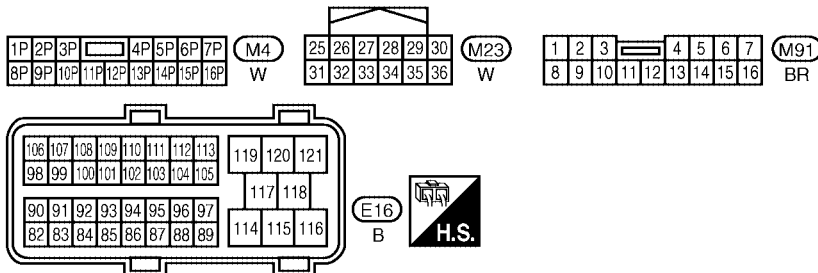 1P 2P 3P 4P 5P 6P 7P
8P 9P 10P 11P 12P 13P 14P 15P 16P
M4
W
25 26 27 28 29 30
31 32 33 34 35 36
M23
W
1 2 3 4 5 6 7
8 9 10 11 12 13 14 15 16
M91
BR
106 107 108 109 110 111 112 113
98 99 100 101 102 103 104 105
90 91 92 93 94 95 96 97
82 83 84 85 86 87 88 89
119 120 121
117 118
114 115 116
E16
B
H.S.